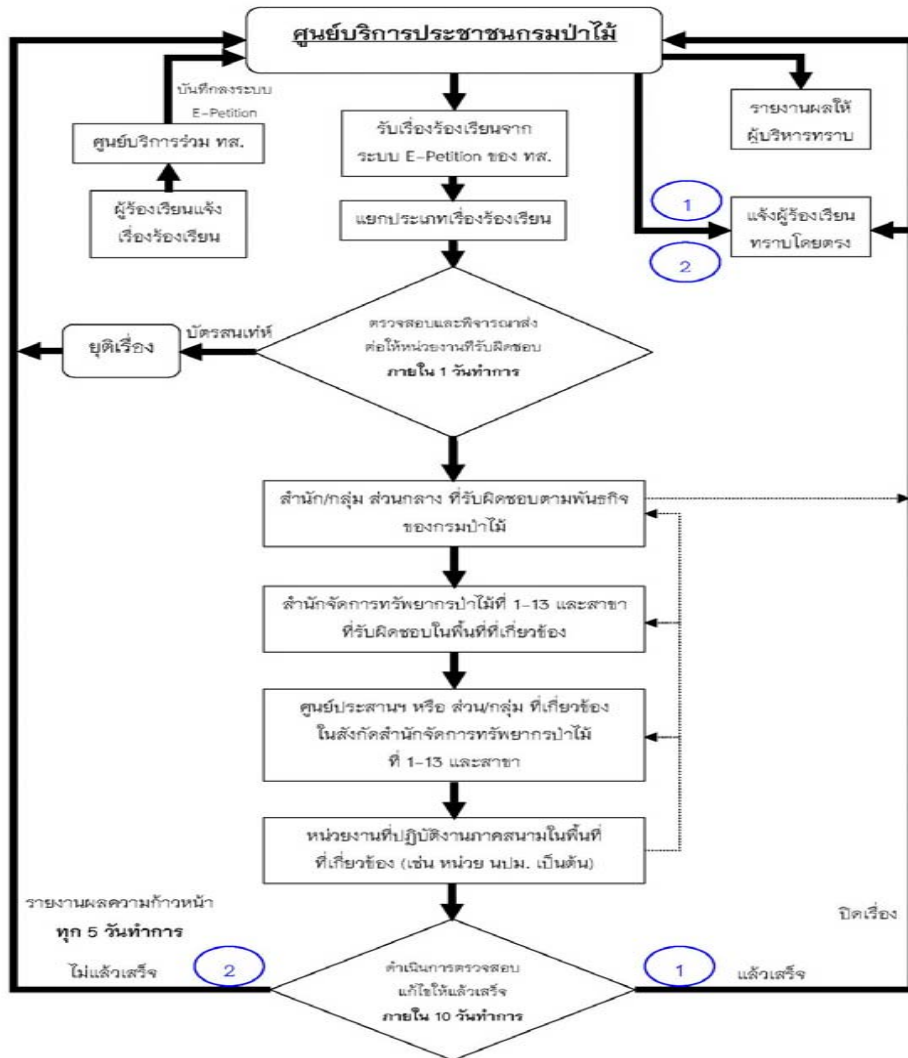 ศูนย์บริการประชาชนกรมป่าไม้
บันทึกลงระบบ
E-Petition
ศูนย์บริการร่วม ทส.
ผู้ร้องเรียนแจ้ง
เรื่องร้องเรียน
รับเรื่องร้องเรียนจาก
ระบบ E-Petition ของ ทส.
แยกประเภทเรื่องร้องเรียน
รายงานผลให้
ผู้บริหารทราบ
1
2
แจ้งผู้ร้องเรียน
ทราบโดยตรง
ตรวจสอบและพิจารณาส่ง
ต่อให้หน่วยงานที่รับผิดชอบ
ภายใน 1 วันทำการ
บัตรสนเท่ห์
ยุติเรื่อง
สำนัก/กลุ่ม ส่วนกลาง ที่รับผิดชอบตามพันธกิจ
ของกรมป่าไม้
สำนักจัดการทรัพยากรป่าไม้ที่ 1-13 และสาขา
ที่รับผิดชอบในพื้นที่ที่เกี่ยวข้อง
ศูนย์ประสานฯ หรือ ส่วน/กลุ่ม ที่เกี่ยวข้อง
ในสังกัดสำนักจัดการทรัพยากรป่าไม้
ที่ 1-13 และสาขา
หน่วยงานที่ปฏิบัติงานภาคสนามในพื้นที่
ที่เกี่ยวข้อง (เช่น หน่วย นปม. เป็นต้น)
รายงานผลความก้าวหน้า
ทุก 5 วันทำการ
ไม่แล้วเสร็จ
2
ดำเนินการตรวจสอบ
แก้ไขให้แล้วเสร็จ
ภายใน 10 วันทำการ
ปิดเรื่อง
1
แล้วเสร็จ